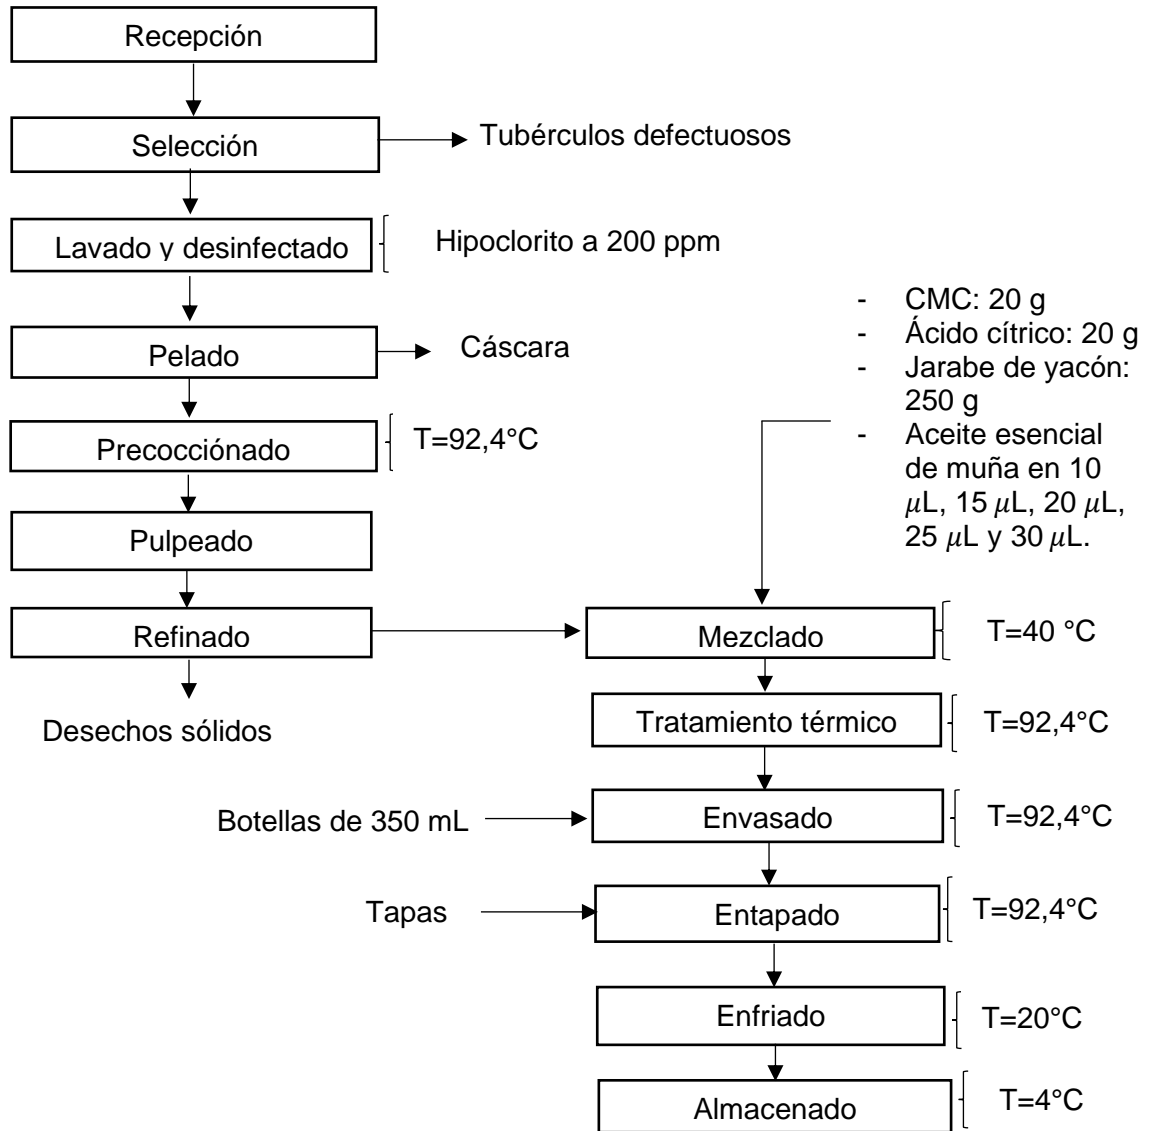 Recepción
Selección
Tubérculos defectuosos
Lavado y desinfectado
Hipoclorito a 200 ppm
Pelado
Cáscara
Precocciónado
T=92,4°C
Pulpeado
Refinado
Desechos sólidos
- CMC: 20 g
- Ácido cítrico: 20 g
- Jarabe de yacón:
250 g
- Aceite esencial
de muña en 10
μL, 15 μL, 20 μL,
25 μL y 30 μL.
Mezclado
T=40 °C
Tratamiento térmico
T=92,4°C
Botellas de 350 mL
Envasado
T=92,4°C
Tapas
Entapado
T=92,4°C
Enfriado
T=20°C
Almacenado
T=4°C